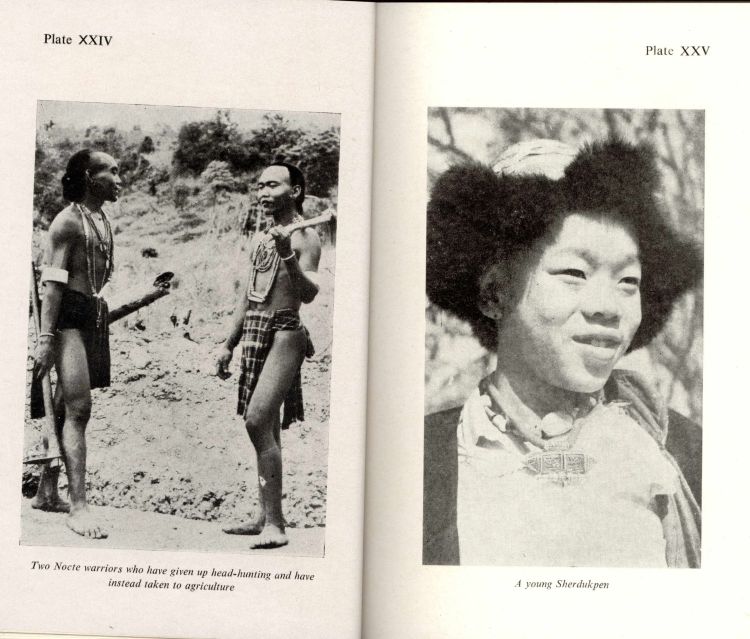 Plate XXIV
Two Nocte warriors who have given up head-hunting and have
instead taken to agriculture
Plate XXV
A young Sherdukpen